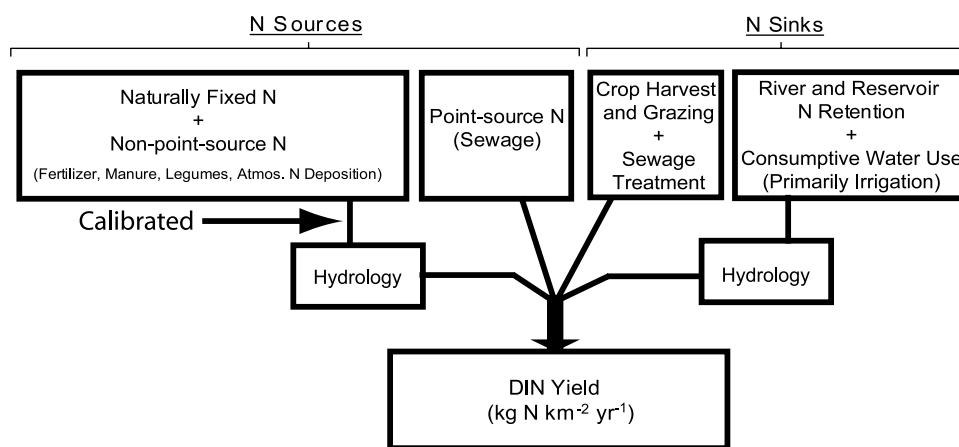 N Sources
N Sinks
Naturally Fixed N
+
Non-point-source N
(Fertilizer, Manure, Legumes, Atmos. N Deposition)
Point-source N
(Sewage)
Crop Harvest
and Grazing
+
Sewage
Treatment
River and Reservoir
N Retention
+
Consumptive Water Use
(Primarily Irrigation)
Calibrated
Hydrology
Hydrology
DIN Yield
(kg N km⁻² yr⁻¹)